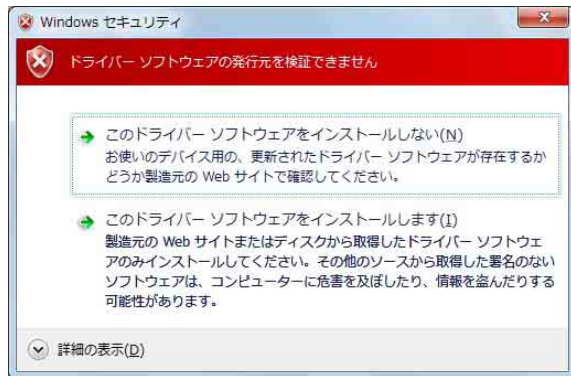 Windows セキュリティ
ドライバー ソフトウェアの発行元を検証できません
このドライバー ソフトウェアをインストールしない(N)
お使いのデバイス用の、更新されたドライバー ソフトウェアが存在するか
どうか製造元の Web サイトで確認してください。
このドライバー ソフトウェアをインストールします(I)
製造元の Web サイトまたはディスクから取得したドライバー ソフトウェ
アのみインストールしてください。その他のソースから取得した署名のない
ソフトウェアは、コンピューターに危害を及ぼしたり、情報を盗んだりする
可能性があります。
詳細の表示(D)